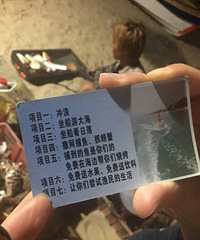 项目一：冲浪
项目二：坐船游大海
项目三：坐船看日落
项目四：撒网捕鱼、抓螃蟹
项目五：捕到的鱼是你们的
免费在海边帮你们烧烤
项目六：免费送水果、免费送饮料
项目七：让你们尝试渔民的生活